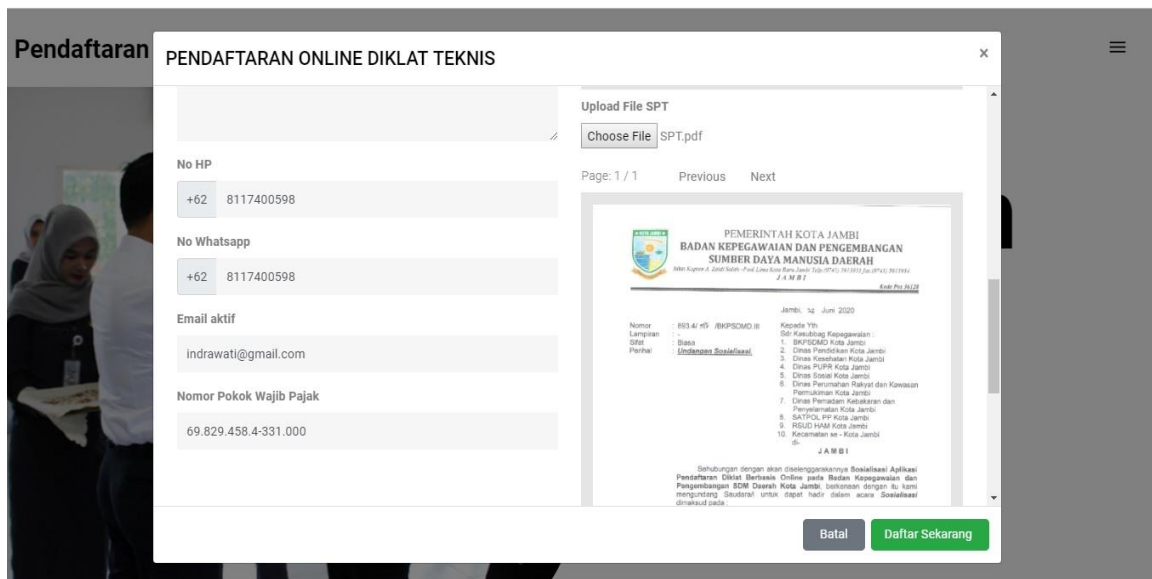 Pendaftaran
PENDAFTARAN ONLINE DIKLAT TEKNIS
×
No HP
+62 8117400598
No Whatsapp
+62 8117400598
Email aktif
indrawati@gmail.com
Nomor Pokok Wajib Pajak
69.829.458.4-331.000
Upload File SPT
Choose File SPT.pdf
Page: 1 / 1 Previous Next
PEMERINTAH KOTA JAMBI
BADAN KEPEGAWAIAN DAN PENGEMBANGAN
SUMBER DAYA MANUSIA DAERAH
JAMBI
Kode Pos 36128
Jambi, Juni 2020
Nomor : 893.4/ /BKPSDMD.III
Lampiran : -
Sifat : Biasa
Perihal : Undangan Sosialisasi.
Kepada Yth
Sdr Kasubbag Kepegawaian :
1. BKPSDMD Kota Jambi
2. Dinas Pendidikan Kota Jambi
3. Dinas Kesehatan Kota Jambi
4. Dinas PUPR Kota Jambi
5. Dinas Sosial Kota Jambi
6. Dinas Perumahan Rakyat dan Kawasan
Permukiman Kota Jambi
7. Dinas Pemadam Kebakaran dan
Penyelamatan Kota Jambi
8. SATPOL PP Kota Jambi
9. RSUD HAM Kota Jambi
10. Kecamatan se - Kota Jambi
di-
JAMBI
Sehubungan dengan akan diselenggarakannya Sosialisasi Aplikasi
Pendaftaran Diklat Berbasis Online pada Badan Kepegawaian dan
Pengembangan SDM Daerah Kota Jambi, berkenaan dengan itu kami
mengundang Saudara/i untuk dapat hadir dalam acara Sosialisasi
dimaksud pada :
Batal
Daftar Sekarang